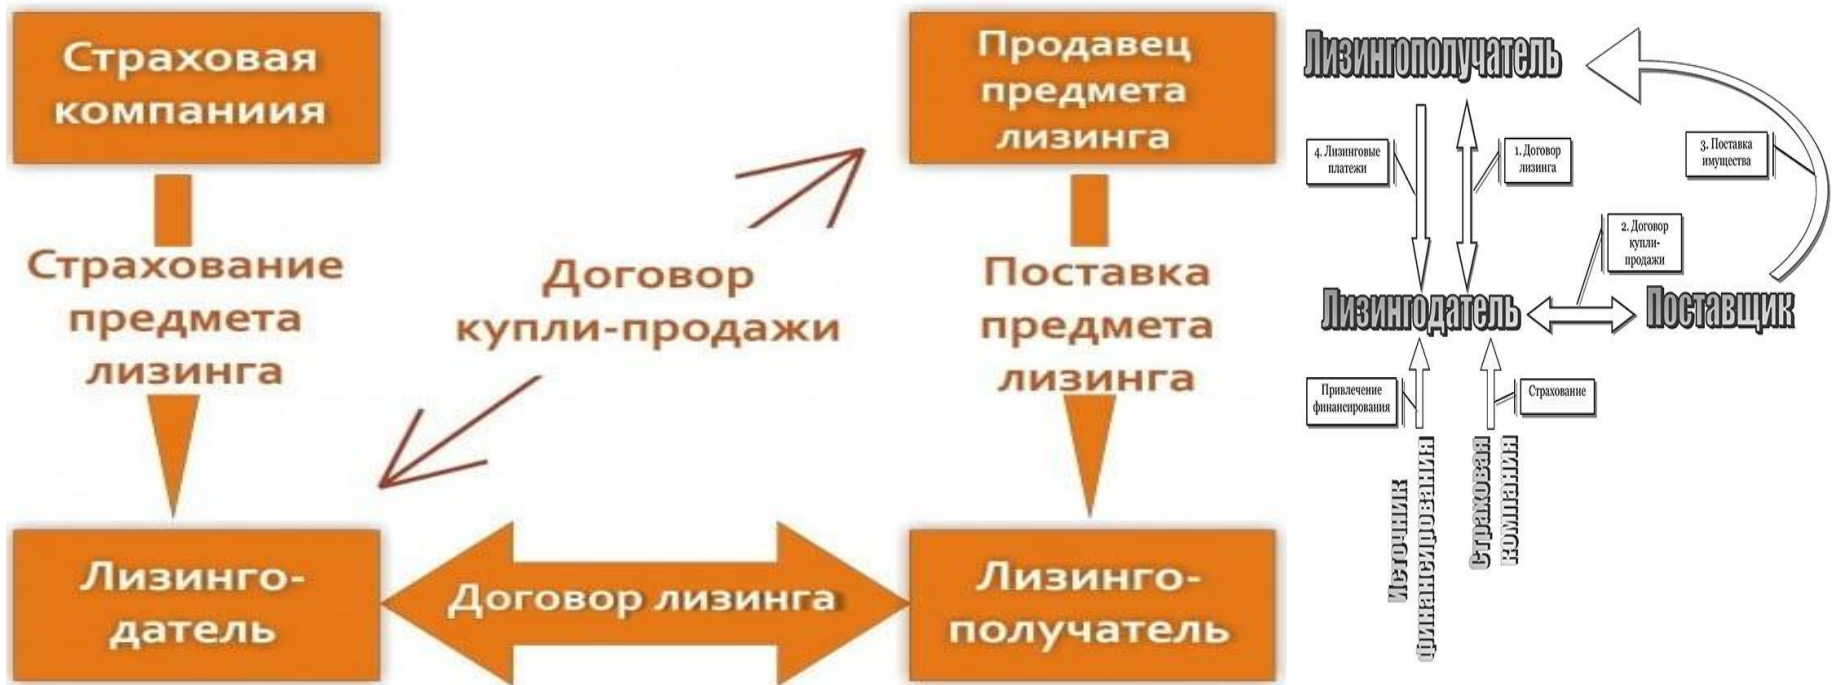 Страховая
компаниия
Продавец
предмета
лизинга
Страхование
предмета
лизинга
Договор
купли-продажи
Поставка
предмета
лизинга
Лизинго-
датель
Договор лизинга
Лизинго-
получатель
Лизингополучатель
4. Лизинговые
платежи
1. Договор
лизинга
3. Поставка
имущества
2. Договор
купли-
продажи
Лизингодатель
Поставщик
Привлечение
финансирования
Страхование
Источник
финансирования
Страховая
компания